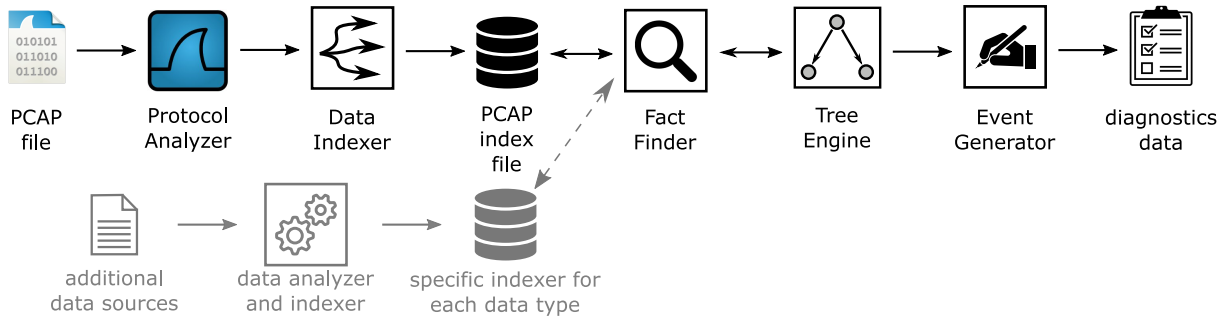 010101
011010
011100
PCAP
file
Protocol
Analyzer
Data
Indexer
PCAP
index
file
Fact
Finder
Tree
Engine
Event
Generator
diagnostics
data
additional
data sources
data analyzer
and indexer
specific indexer for
each data type